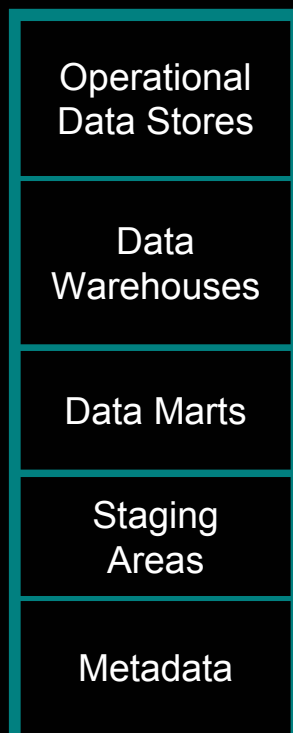 Operational
Data Stores
Data
Warehouses
Data Marts
Staging
Areas
Metadata